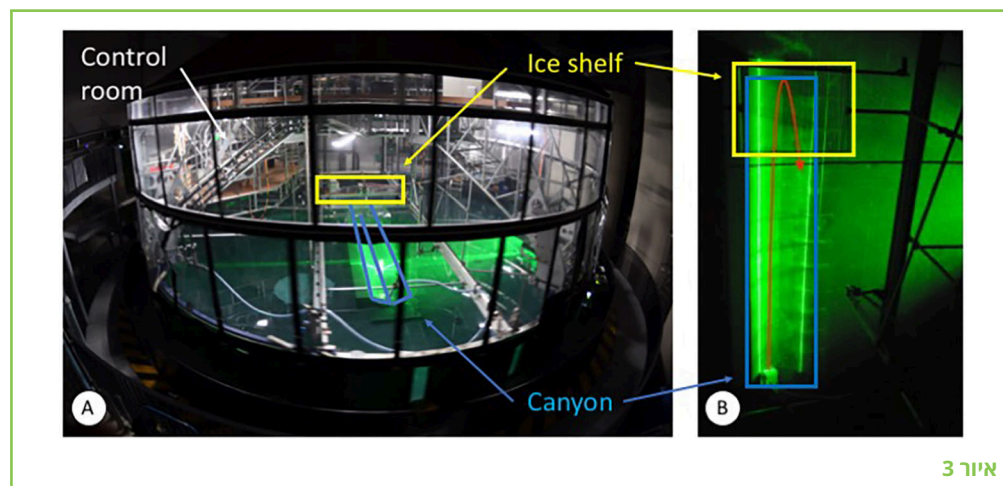 Control
room
Ice shelf
Canyon
A
B
איור 3